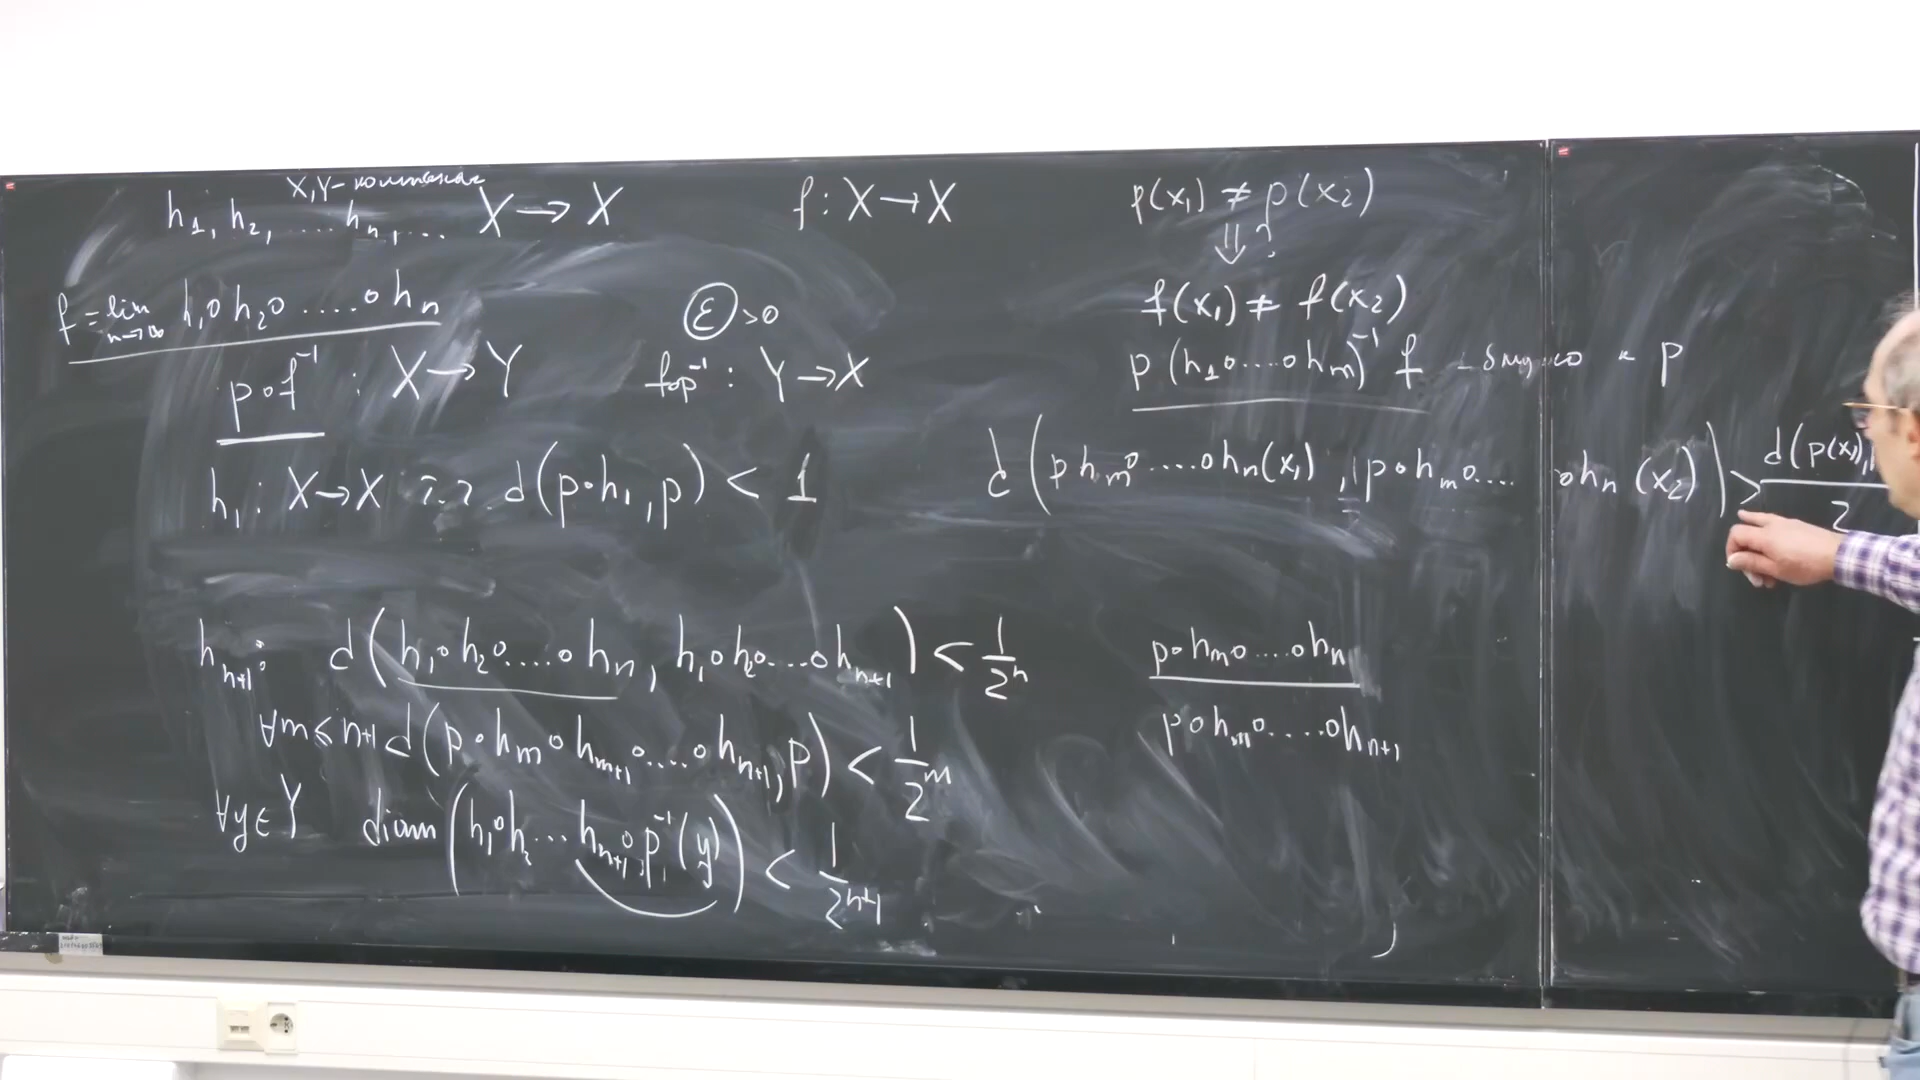 X, Y -
h₁, h₂, .... hₙ, ... X → X
f = lim_{n→∞} h₁∘h₂∘ .... ∘hₙ
p∘f⁻¹ : X → Y
h₁ : X → X т.ч. d(p∘h₁, p) < 1
hₙ₊₁: d(h₁∘h₂∘....∘hₙ, h₁∘h₂∘...∘hₙ₊₁) < 1/2ⁿ
∀m ≤ n+1 d(p∘hₘ∘hₘ₊₁∘....∘hₙ₊₁, p) < 1/2ᵐ
∀y ∈ Y diam(h₁∘h₂...hₙ₊₁∘p⁻¹(y)) < 1/2ⁿ⁺¹
f : X → X
ε > 0
f∘p⁻¹ : Y → X
p(x₁) ≠ p(x₂)
⇓ ?
f(x₁) ≠ f(x₂)
p(h₁∘....∘hₘ)⁻¹ f - к p
d(p hₘ∘....∘hₙ(x₁), p∘hₘ∘.... ∘hₙ(x₂)) > d(p(x₁), / 2
p∘hₘ∘....∘hₙ
p∘hₘ∘....∘hₙ₊₁